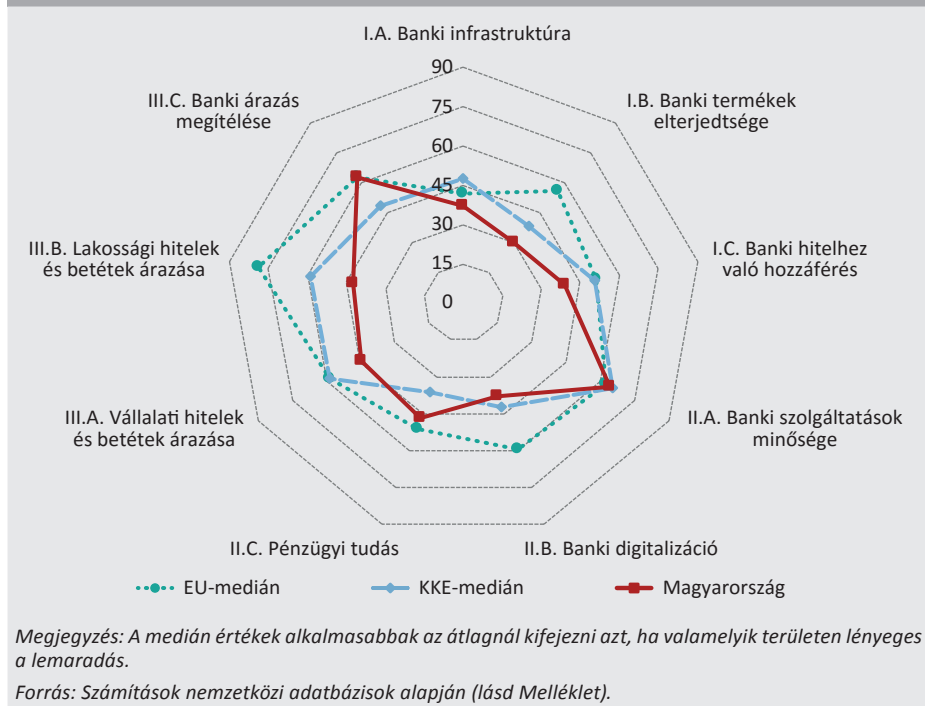 I.A. Banki infrastruktúra
90
75
60
45
30
15
0
I.B. Banki termékek
elterjedtsége
I.C. Banki hitelhez
való hozzáférés
II.A. Banki szolgáltatások
minősége
II.B. Banki digitalizáció
II.C. Pénzügyi tudás
III.A. Vállalati hitelek
és betétek árazása
III.B. Lakossági hitelek
és betétek árazása
III.C. Banki árazás
megítélése
EU-medián
KKE-medián
Magyarország
Megjegyzés: A medián értékek alkalmasabbak az átlagnál kifejezni azt, ha valamelyik területen lényeges
a lemaradás.
Forrás: Számítások nemzetközi adatbázisok alapján (lásd Melléklet).